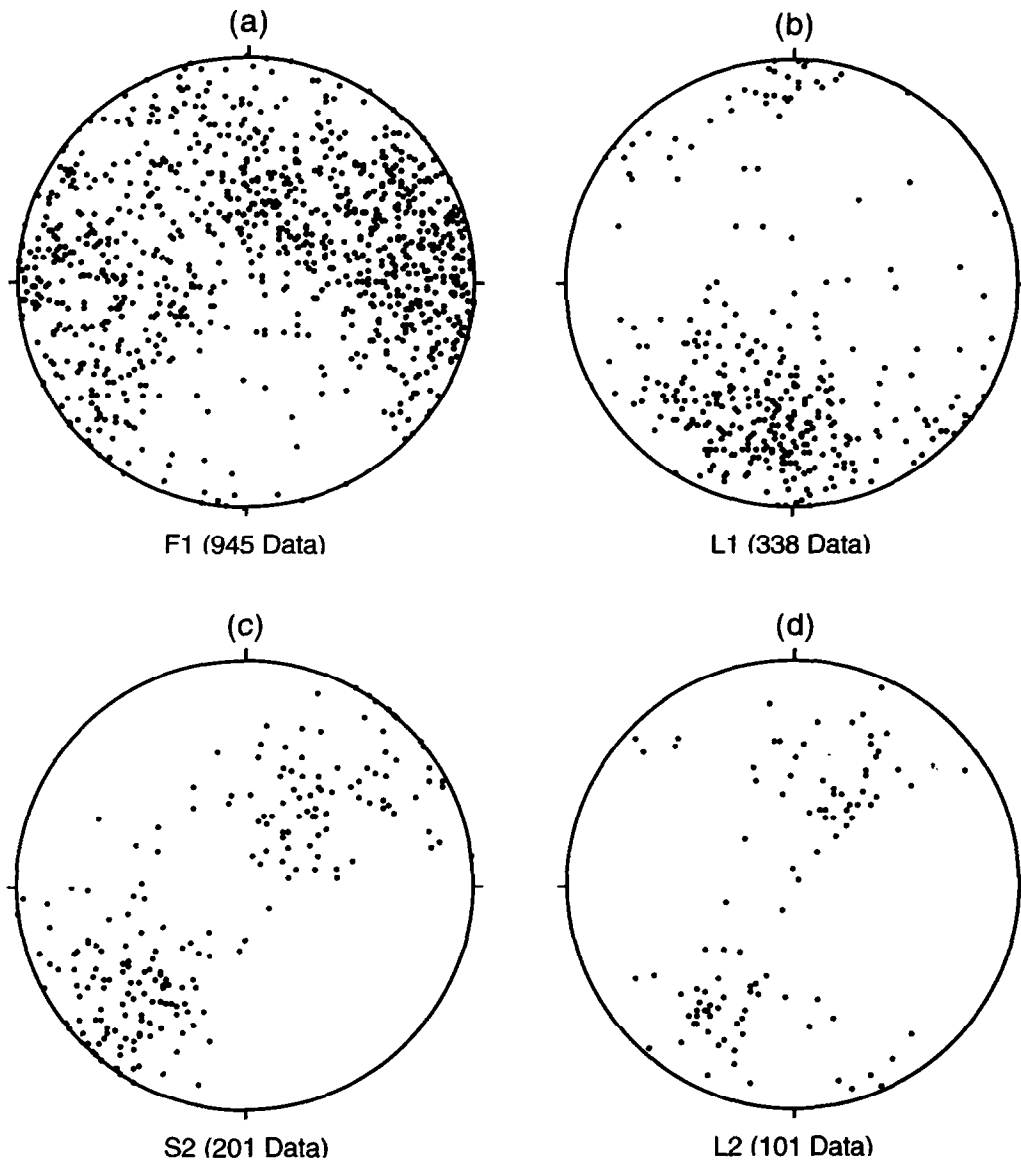 (a)
(b)
F1 (945 Data)
L1 (338 Data)
(c)
(d)
S2 (201 Data)
L2 (101 Data)